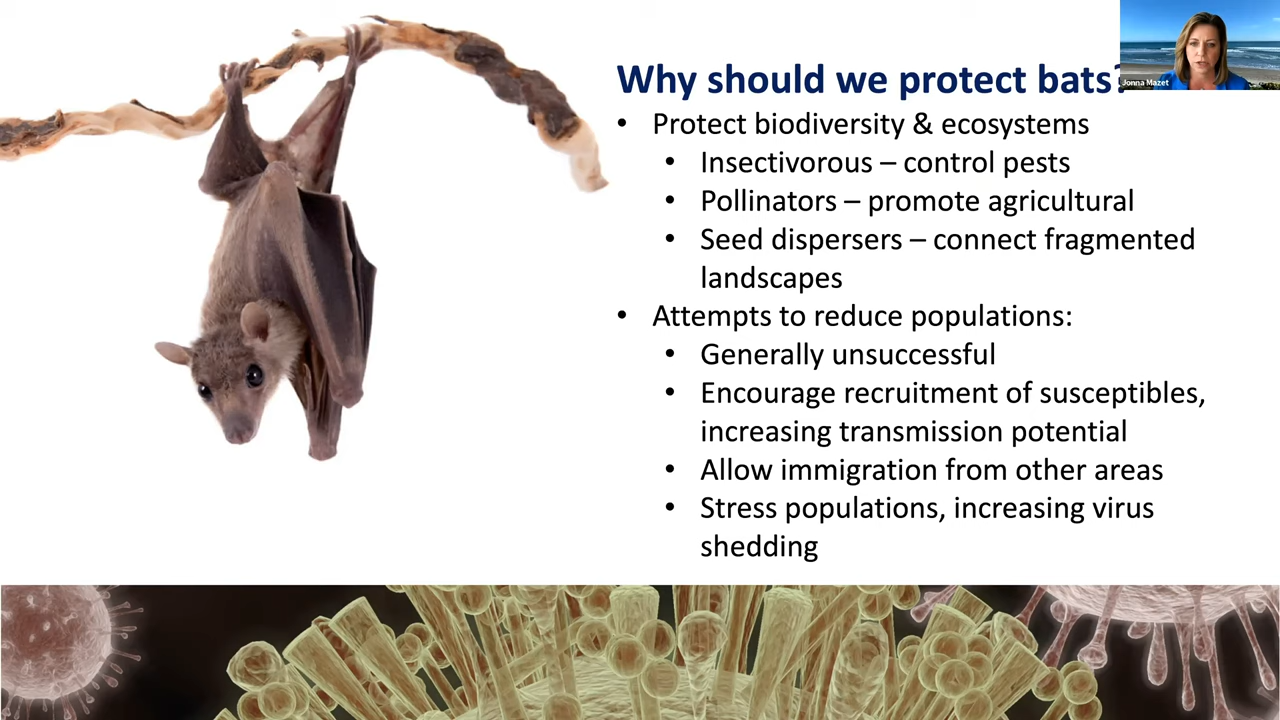 Why should we protect bats?
Jonna Mazet
• Protect biodiversity & ecosystems
• Insectivorous – control pests
• Pollinators – promote agricultural
• Seed dispersers – connect fragmented
landscapes
• Attempts to reduce populations:
• Generally unsuccessful
• Encourage recruitment of susceptibles,
increasing transmission potential
• Allow immigration from other areas
• Stress populations, increasing virus
shedding